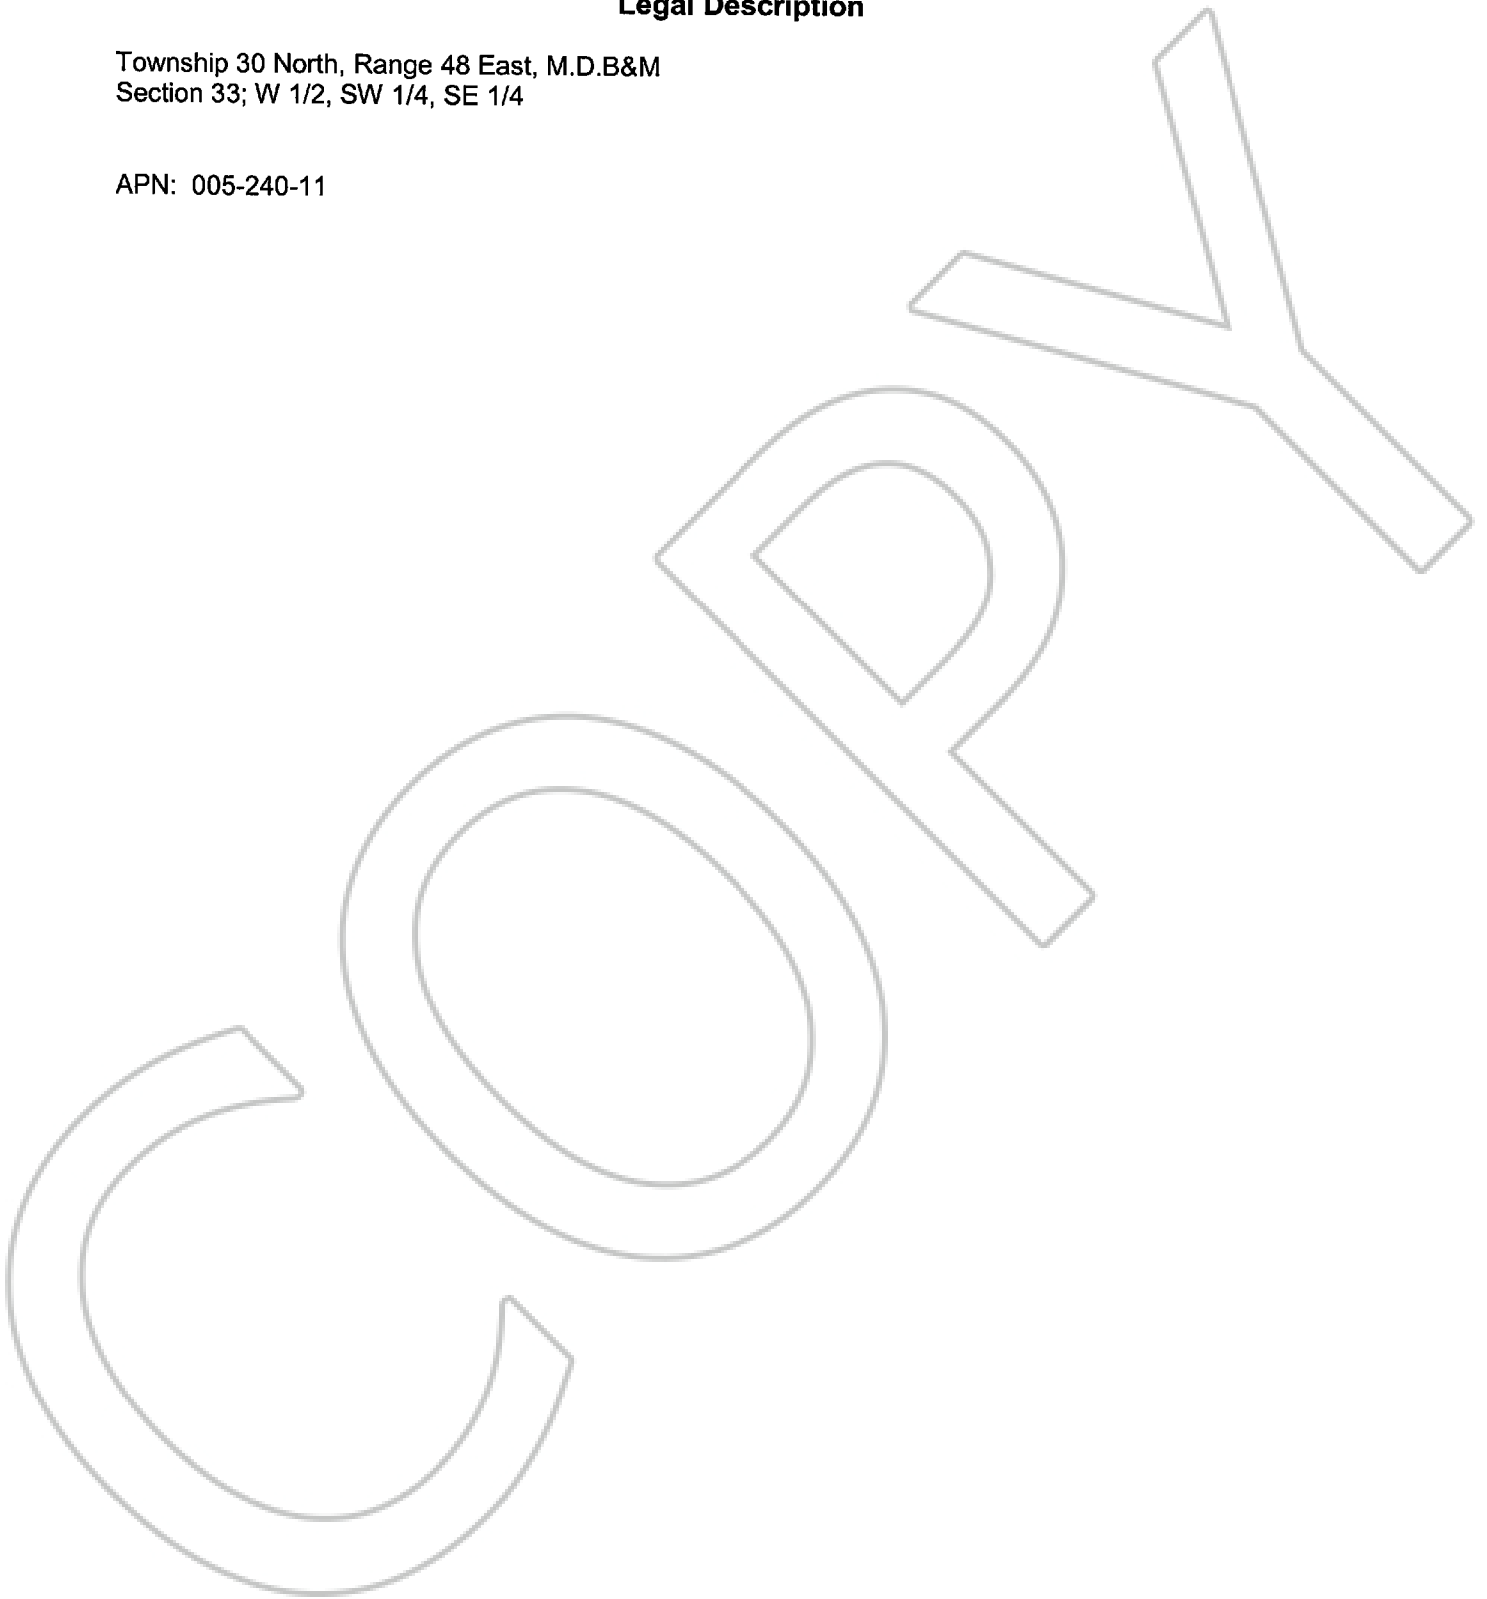 Legal Description
Township 30 North, Range 48 East, M.D.B&M
Section 33; W 1/2, SW 1/4, SE 1/4
APN: 005-240-11
COPY